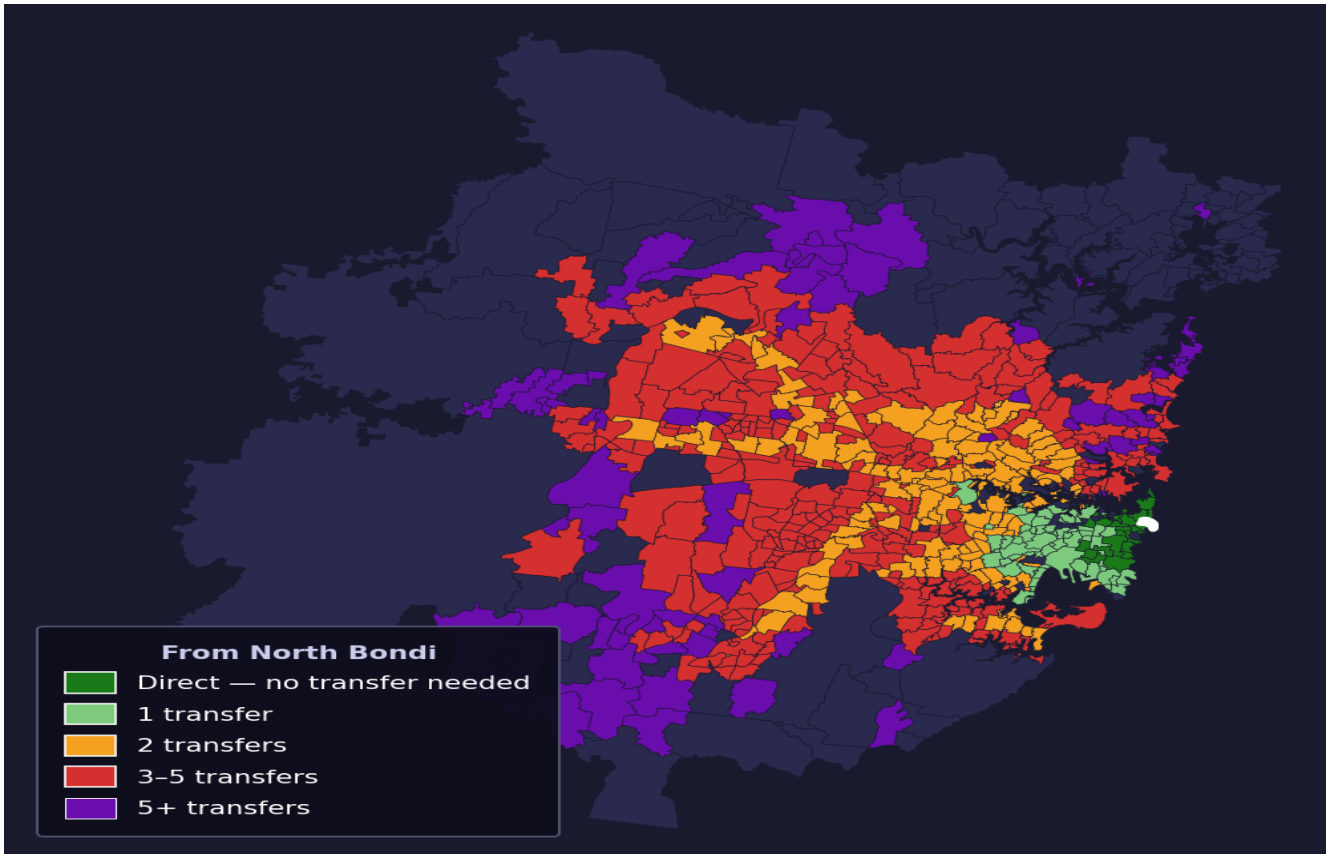 From North Bondi
Direct — no transfer needed
1 transfer
2 transfers
3–5 transfers
5+ transfers